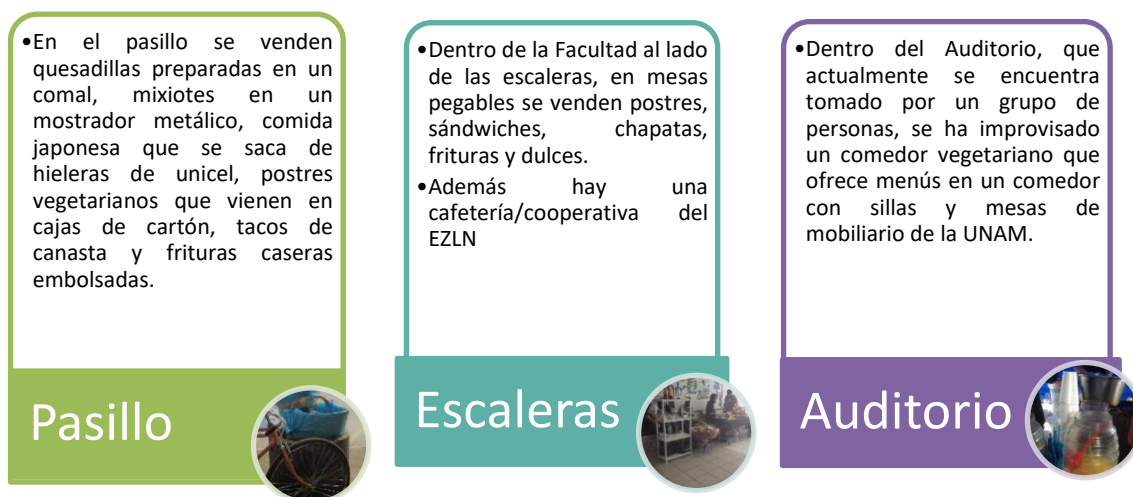 •En el pasillo se venden
quesadillas preparadas en un
comal, mixiotes en un
mostrador metálico, comida
japonesa que se saca de
hieleras de unicel, postres
vegetarianos que vienen en
cajas de cartón, tacos de
canasta y frituras caseras
embolsadas.
Pasillo
•Dentro de la Facultad al lado
de las escaleras, en mesas
pegables se venden postres,
sándwiches, chapatas,
frituras y dulces.
•Además hay una
cafetería/cooperativa del
EZLN
Escaleras
•Dentro del Auditorio, que
actualmente se encuentra
tomado por un grupo de
personas, se ha improvisado
un comedor vegetariano que
ofrece menús en un comedor
con sillas y mesas de
mobiliario de la UNAM.
Auditorio